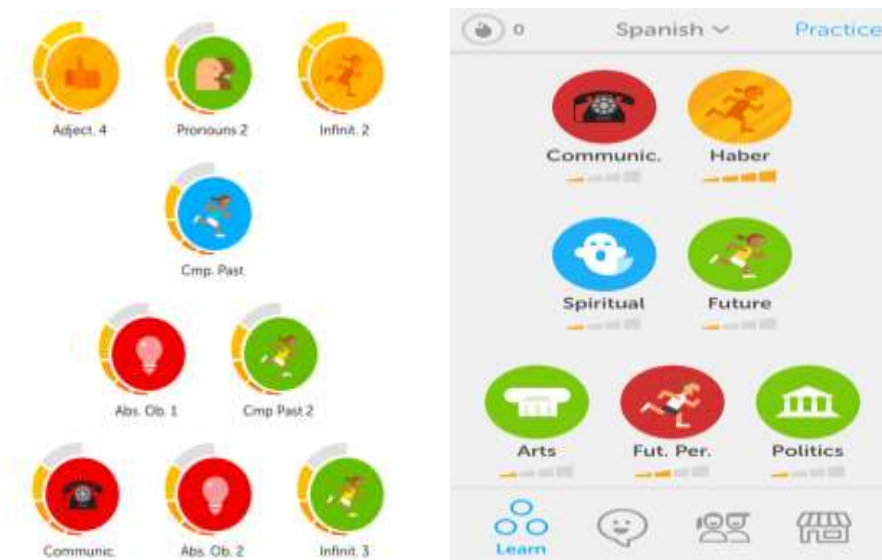 Adject. 4 Pronouns 2 Infinit. 2
Cmp. Past
Abs. Ob. 1 Cmp Past 2
Communic. Abs. Ob. 2 Infinit. 3
0 Spanish Practice
Communic. Haber
Spiritual Future
Arts Fut. Per. Politics
Learn